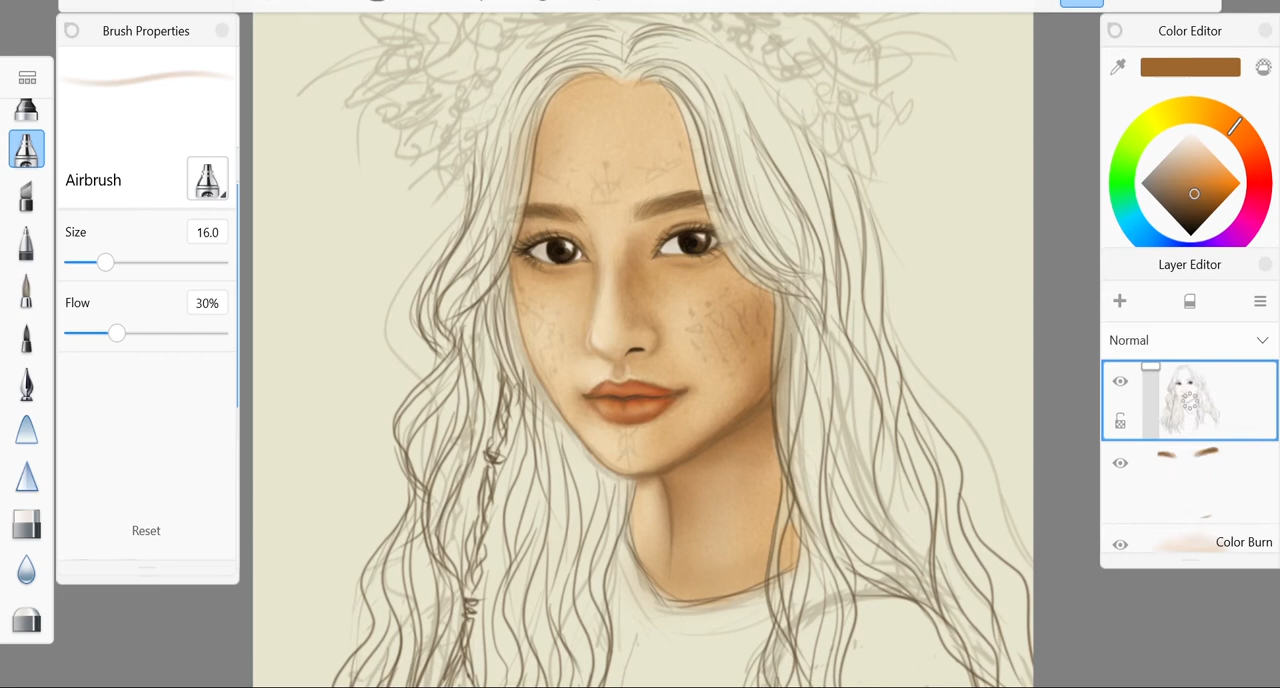 Brush Properties
Airbrush
Size
16.0
Flow
30%
Reset
Color Editor
Layer Editor
Normal
Color Burn